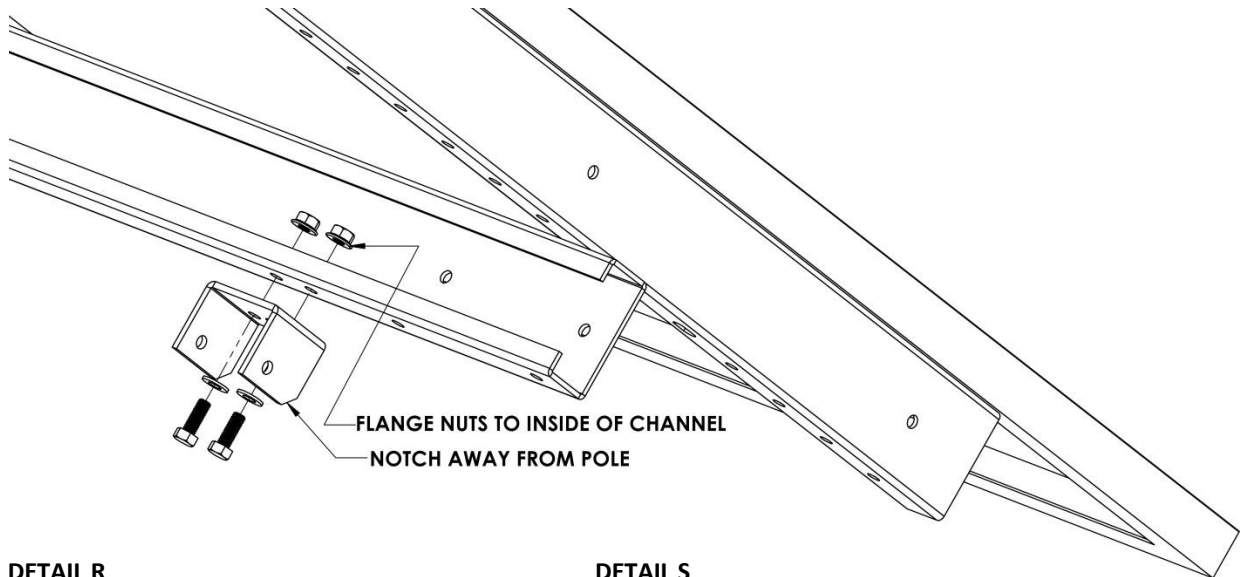 FLANGE NUTS TO INSIDE OF CHANNEL
NOTCH AWAY FROM POLE
DETAIL R
DETAIL S